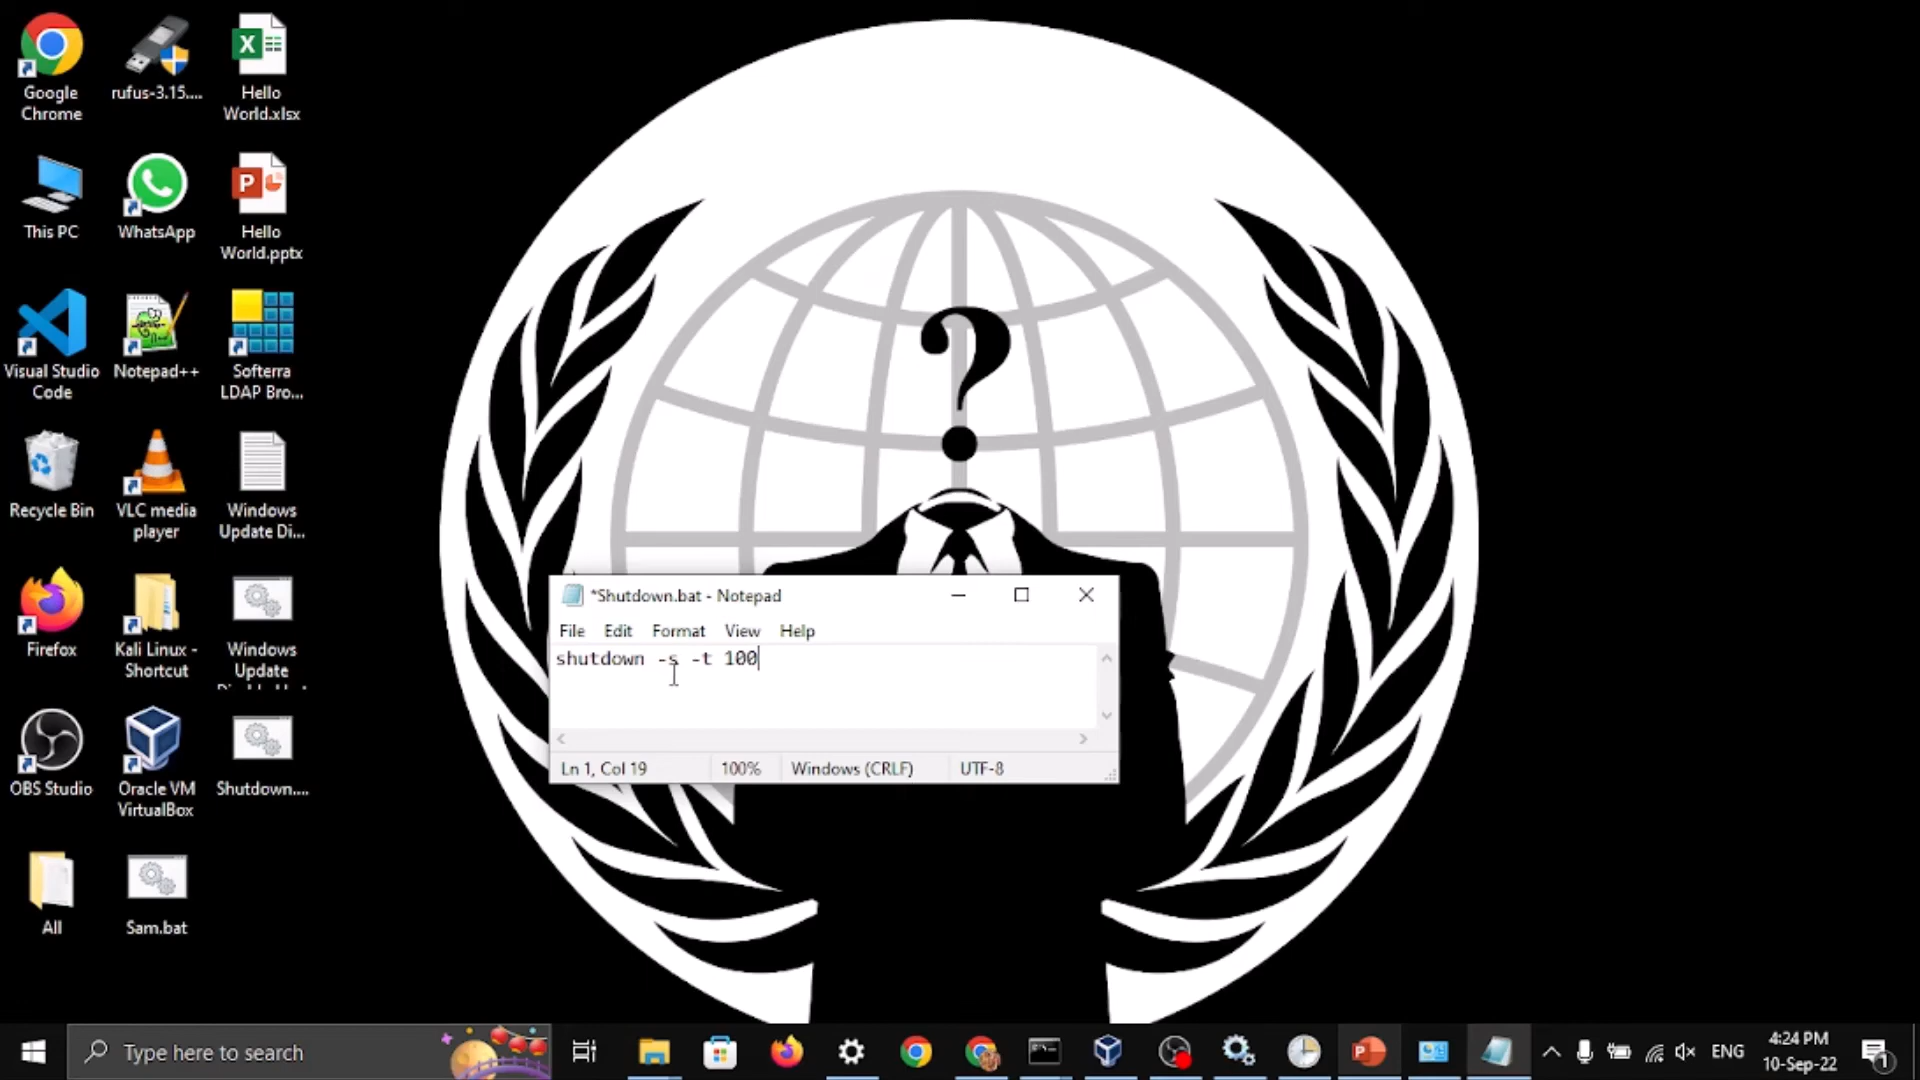 Google
Chrome
rufus-3.15....
Hello
World.xlsx
This PC
WhatsApp
Hello
World.pptx
Visual Studio
Code
Notepad++
Softerra
LDAP Bro...
Recycle Bin
VLC media
player
Windows
Update Di...
Firefox
Kali Linux -
Shortcut
Windows
Update
OBS Studio
Oracle VM
VirtualBox
Shutdown....
All
Sam.bat
?
*Shutdown.bat - Notepad
File Edit Format View Help
shutdown -s -t 100
Ln 1, Col 19 100% Windows (CRLF) UTF-8
Type here to search
ENG
4:24 PM
10-Sep-22
1